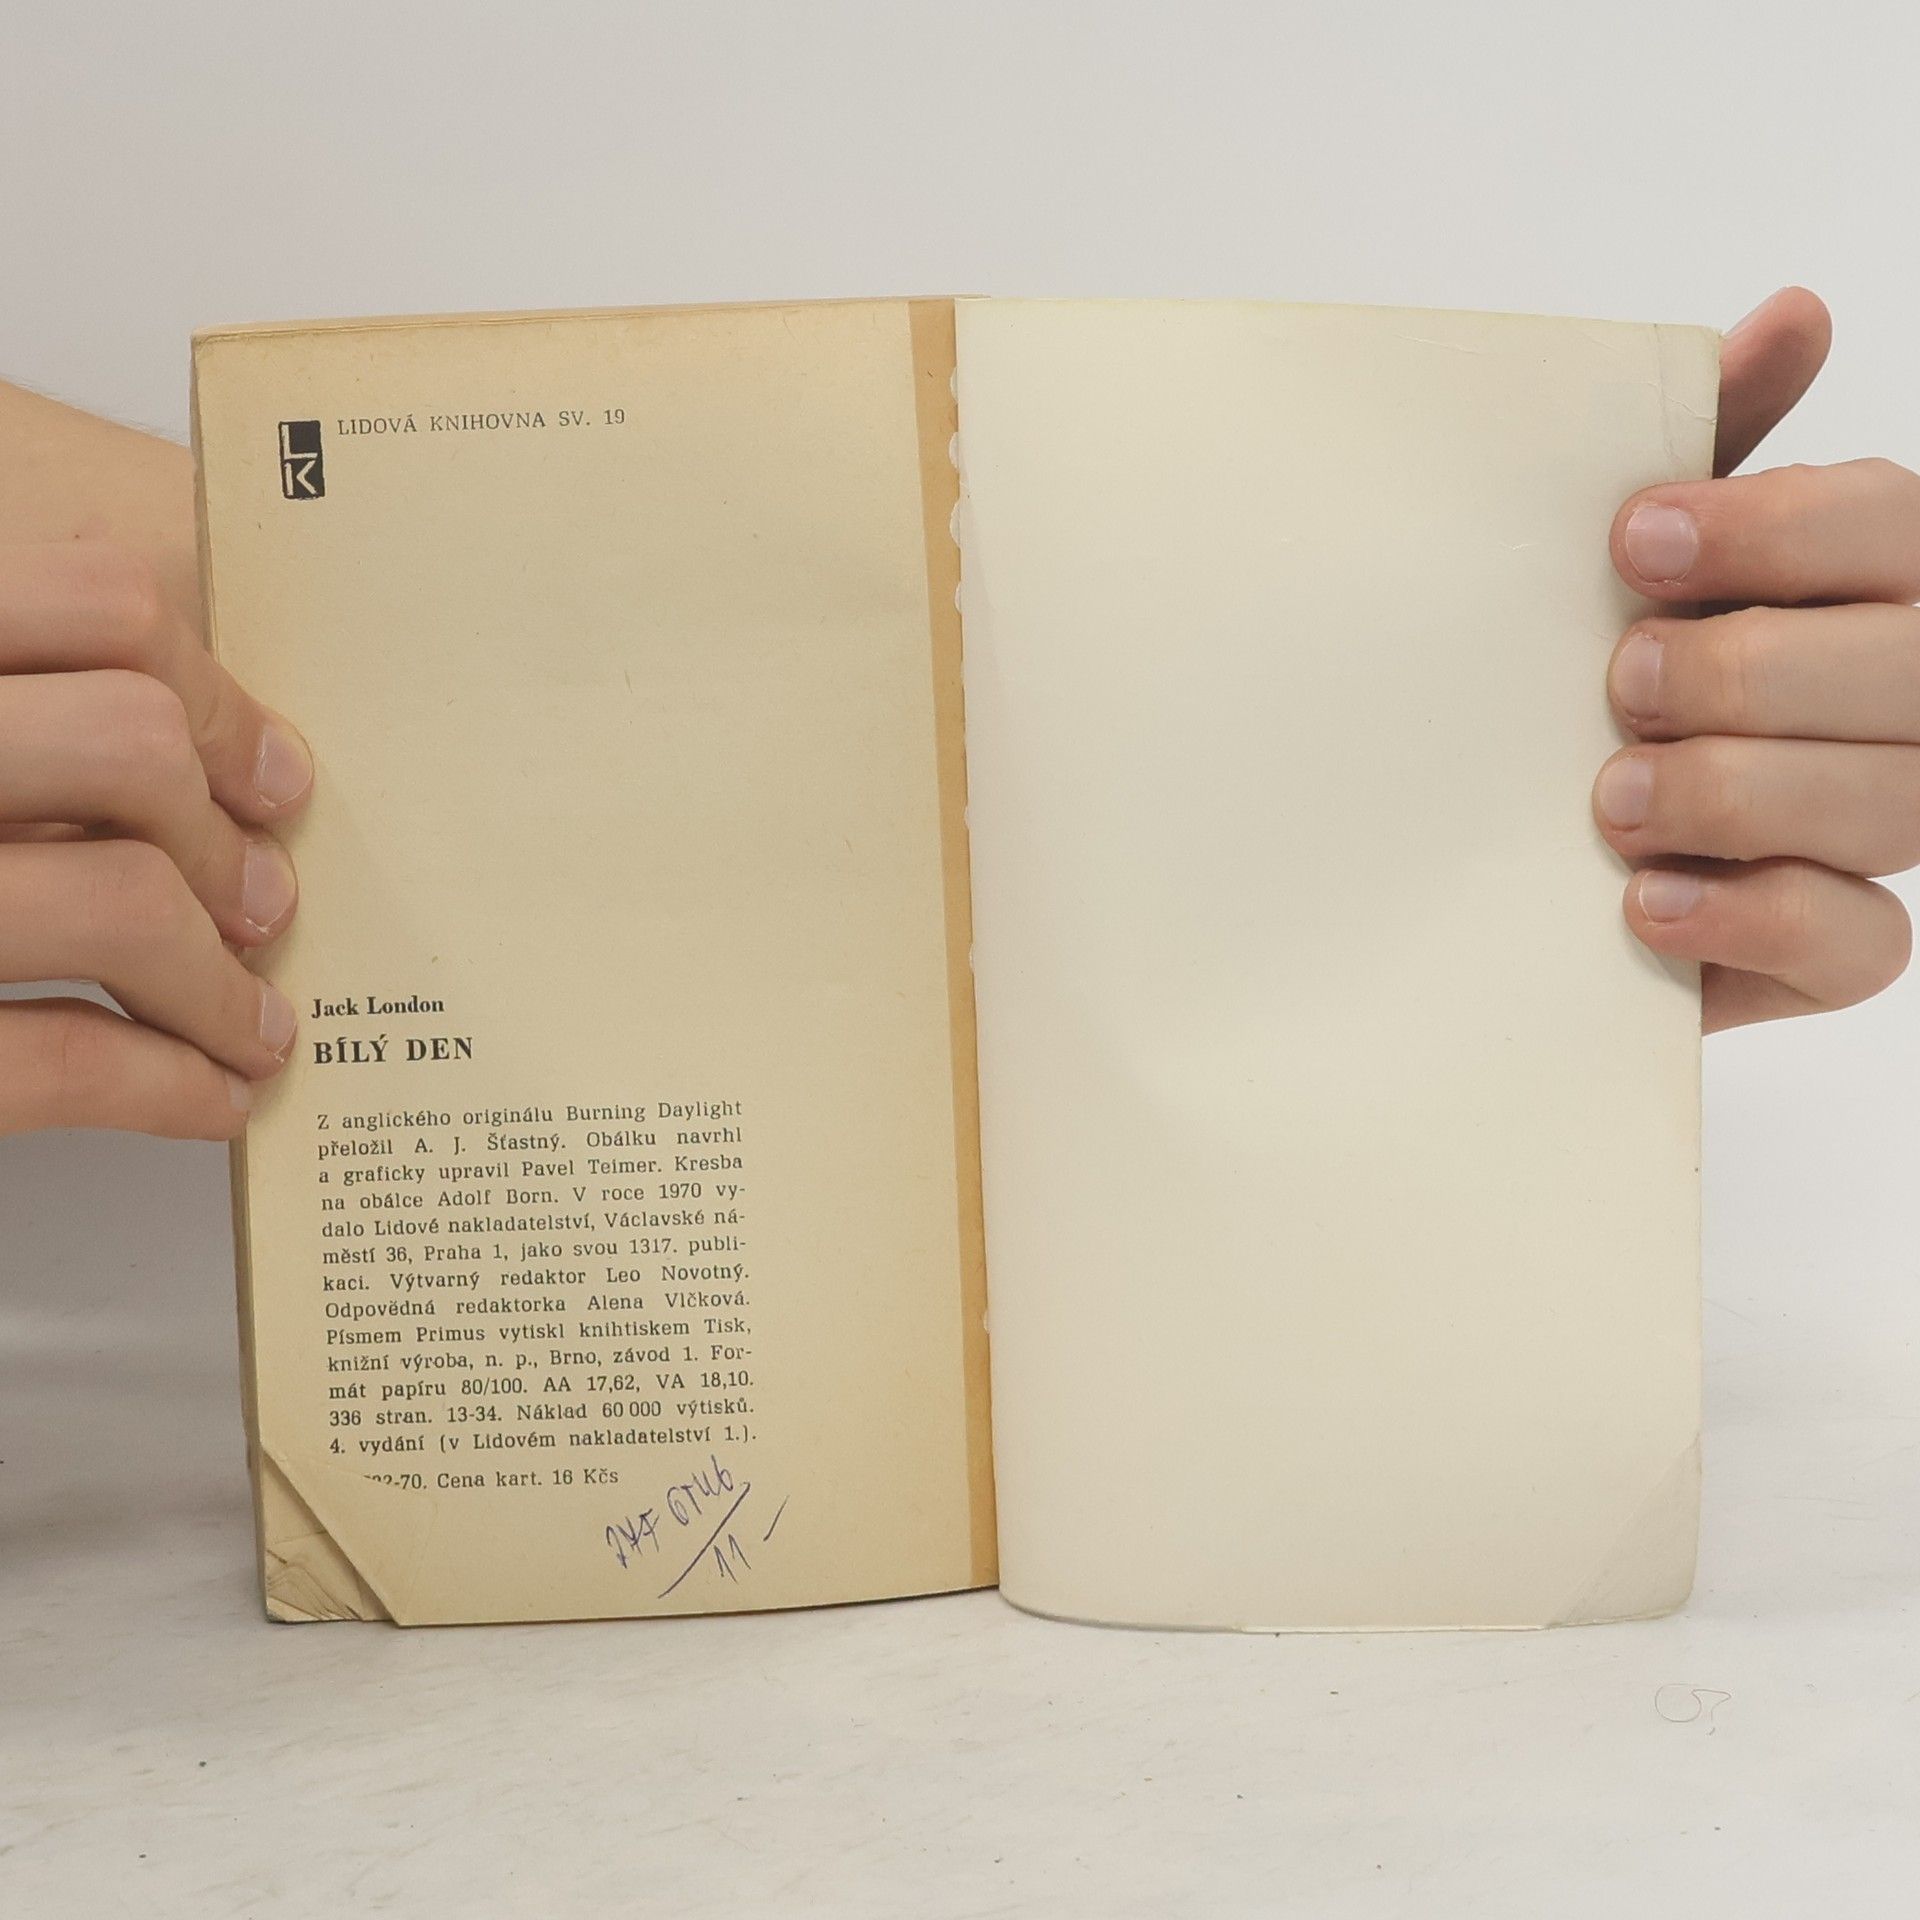 LK
LIDOVÁ KNIHOVNA SV. 19
Jack London
BÍLÝ DEN
Z anglického originálu Burning Daylight
přeložil A. J. Šťastný. Obálku navrhl
a graficky upravil Pavel Teimer. Kresba
na obálce Adolf Born. V roce 1970 vy-
dalo Lidové nakladatelství, Václavské ná-
městí 36, Praha 1, jako svou 1317. publi-
kaci. Výtvarný redaktor Leo Novotný.
Odpovědná redaktorka Alena Vlčková.
Písmem Primus vytiskl knihtiskem Tisk,
knižní výroba, n. p., Brno, závod 1. For-
mát papíru 80/100. AA 17,62, VA 18,10.
336 stran. 13-34. Náklad 60 000 výtisků.
4. vydání (v Lidovém nakladatelství 1.).
-70. Cena kart. 16 Kčs
11 -